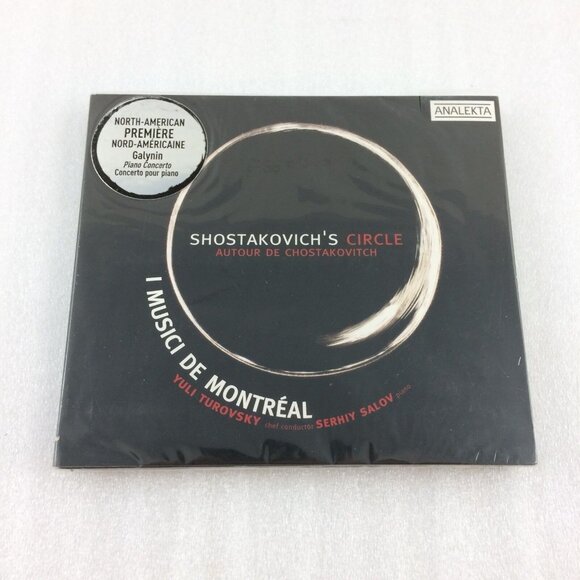 NORTH-AMERICAN
PREMIÈRE
NORD-AMÉRICAINE
Galynin
Piano Concerto
Concerto pour piano
ANALEKTA
SHOSTAKOVICH'S CIRCLE
AUTOUR DE CHOSTAKOVITCH
I MUSICI DE MONTRÉAL
YULI TUROVSKY chef conductor SERHIY SALOV piano